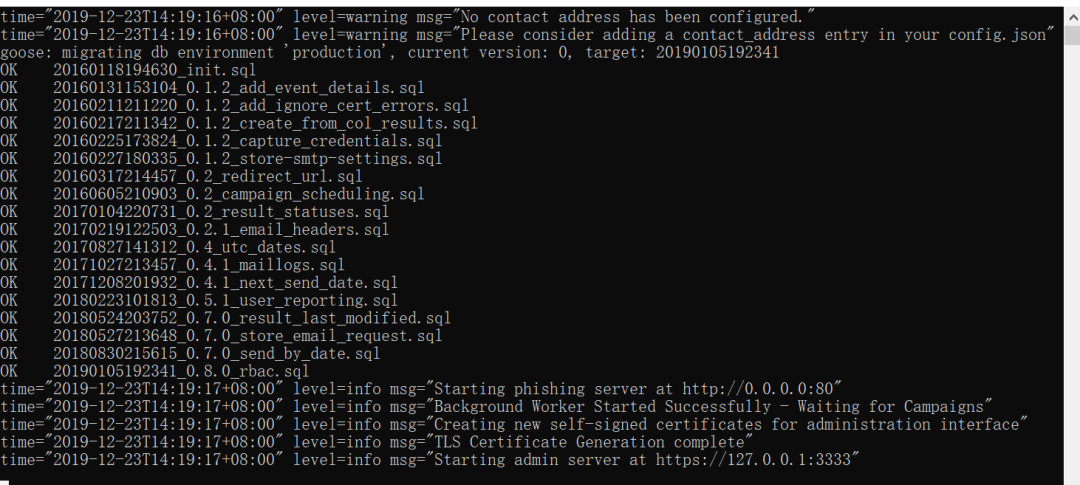 time="2019-12-23T14:19:16+08:00" level=warning msg="No contact address has been configured."
time="2019-12-23T14:19:16+08:00" level=warning msg="Please consider adding a contact_address entry in your config.json"
goose: migrating db environment 'production', current version: 0, target: 20190105192341
OK    20160118194630_init.sql
OK    20160131153104_0.1.2_add_event_details.sql
OK    20160211211220_0.1.2_add_ignore_cert_errors.sql
OK    20160217211342_0.1.2_create_from_col_results.sql
OK    20160225173824_0.1.2_capture_credentials.sql
OK    20160227180335_0.1.2_store-smtp-settings.sql
OK    20160317214457_0.2_redirect_url.sql
OK    20160605210903_0.2_campaign_scheduling.sql
OK    20170104220731_0.2_result_statuses.sql
OK    20170219122503_0.2.1_email_headers.sql
OK    20170827141312_0.4_utc_dates.sql
OK    20171027213457_0.4.1_maillogs.sql
OK    20171208201932_0.4.1_next_send_date.sql
OK    20180223101813_0.5.1_user_reporting.sql
OK    20180524203752_0.7.0_result_last_modified.sql
OK    20180527213648_0.7.0_store_email_request.sql
OK    20180830215615_0.7.0_send_by_date.sql
OK    20190105192341_0.8.0_rbac.sql
time="2019-12-23T14:19:17+08:00" level=info msg="Starting phishing server at http://0.0.0.0:80"
time="2019-12-23T14:19:17+08:00" level=info msg="Background Worker Started Successfully - Waiting for Campaigns"
time="2019-12-23T14:19:17+08:00" level=info msg="Creating new self-signed certificates for administration interface"
time="2019-12-23T14:19:17+08:00" level=info msg="TLS Certificate Generation complete"
time="2019-12-23T14:19:17+08:00" level=info msg="Starting admin server at https://127.0.0.1:3333"